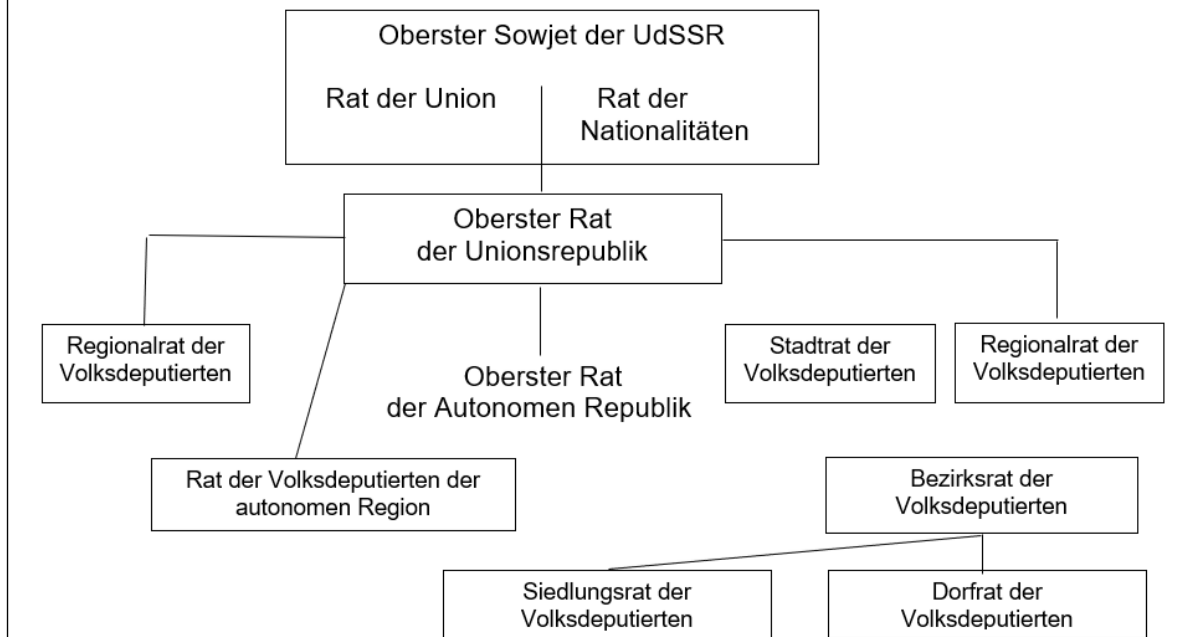 Oberster Sowjet der UdSSR
Rat der Union
Rat der
Nationalitäten
Oberster Rat
der Unionsrepublik
Regionalrat der
Volksdeputierten
Oberster Rat
der Autonomen Republik
Stadtrat der
Volksdeputierten
Regionalrat der
Volksdeputierten
Rat der Volksdeputierten der
autonomen Region
Bezirksrat der
Volksdeputierten
Siedlungsrat der
Volksdeputierten
Dorfrat der
Volksdeputierten